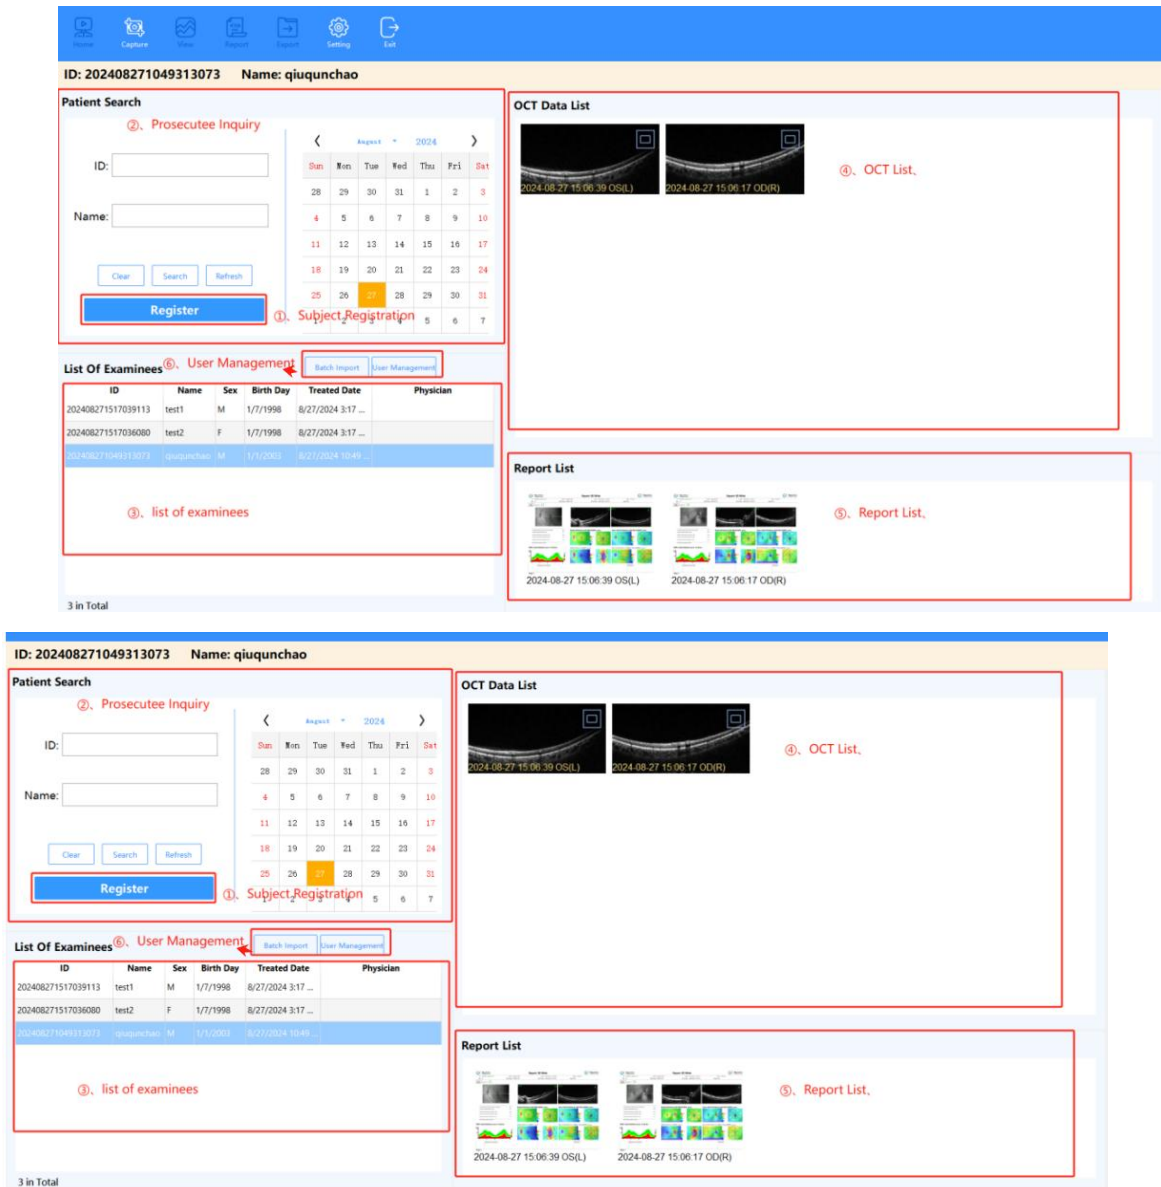 Home Capture View Report Export Setting Exit
ID: 202408271049313073 Name: qiuqunchao
Patient Search
②、Prosecutee Inquiry
ID:
Name:
Clear Search Refresh
Register
①、Subject Registration
August 2024
Sun Mon Tue Wed Thu Fri Sat
28 29 30 31 1 2 3
4 5 6 7 8 9 10
11 12 13 14 15 16 17
18 19 20 21 22 23 24
25 26 27 28 29 30 31
1 2 3 4 5 6 7
List Of Examinees
⑥、User Management
Batch Import User Management
ID Name Sex Birth Day Treated Date Physician
202408271517039113 test1 M 1/7/1998 8/27/2024 3:17 ...
202408271517036080 test2 F 1/7/1998 8/27/2024 3:17 ...
202408271049313073 qiuqunchao M 1/1/2003 8/27/2024 10:49 ...
③、list of examinees
3 in Total
OCT Data List
2024-08-27 15:06:39 OS(L) 2024-08-27 15:06:17 OD(R)
④、OCT List、
Report List
⑤、Report List、
2024-08-27 15:06:39 OS(L) 2024-08-27 15:06:17 OD(R)
ID: 202408271049313073 Name: qiuqunchao
Patient Search
②、Prosecutee Inquiry
ID:
Name:
Clear Search Refresh
Register
①、Subject Registration
August 2024
Sun Mon Tue Wed Thu Fri Sat
28 29 30 31 1 2 3
4 5 6 7 8 9 10
11 12 13 14 15 16 17
18 19 20 21 22 23 24
25 26 27 28 29 30 31
1 2 3 4 5 6 7
List Of Examinees
⑥、User Management
Batch Import User Management
ID Name Sex Birth Day Treated Date Physician
202408271517039113 test1 M 1/7/1998 8/27/2024 3:17 ...
202408271517036080 test2 F 1/7/1998 8/27/2024 3:17 ...
202408271049313073 qiuqunchao M 1/1/2003 8/27/2024 10:49 ...
③、list of examinees
3 in Total
OCT Data List
2024-08-27 15:06:39 OS(L) 2024-08-27 15:06:17 OD(R)
④、OCT List、
Report List
⑤、Report List、
2024-08-27 15:06:39 OS(L) 2024-08-27 15:06:17 OD(R)